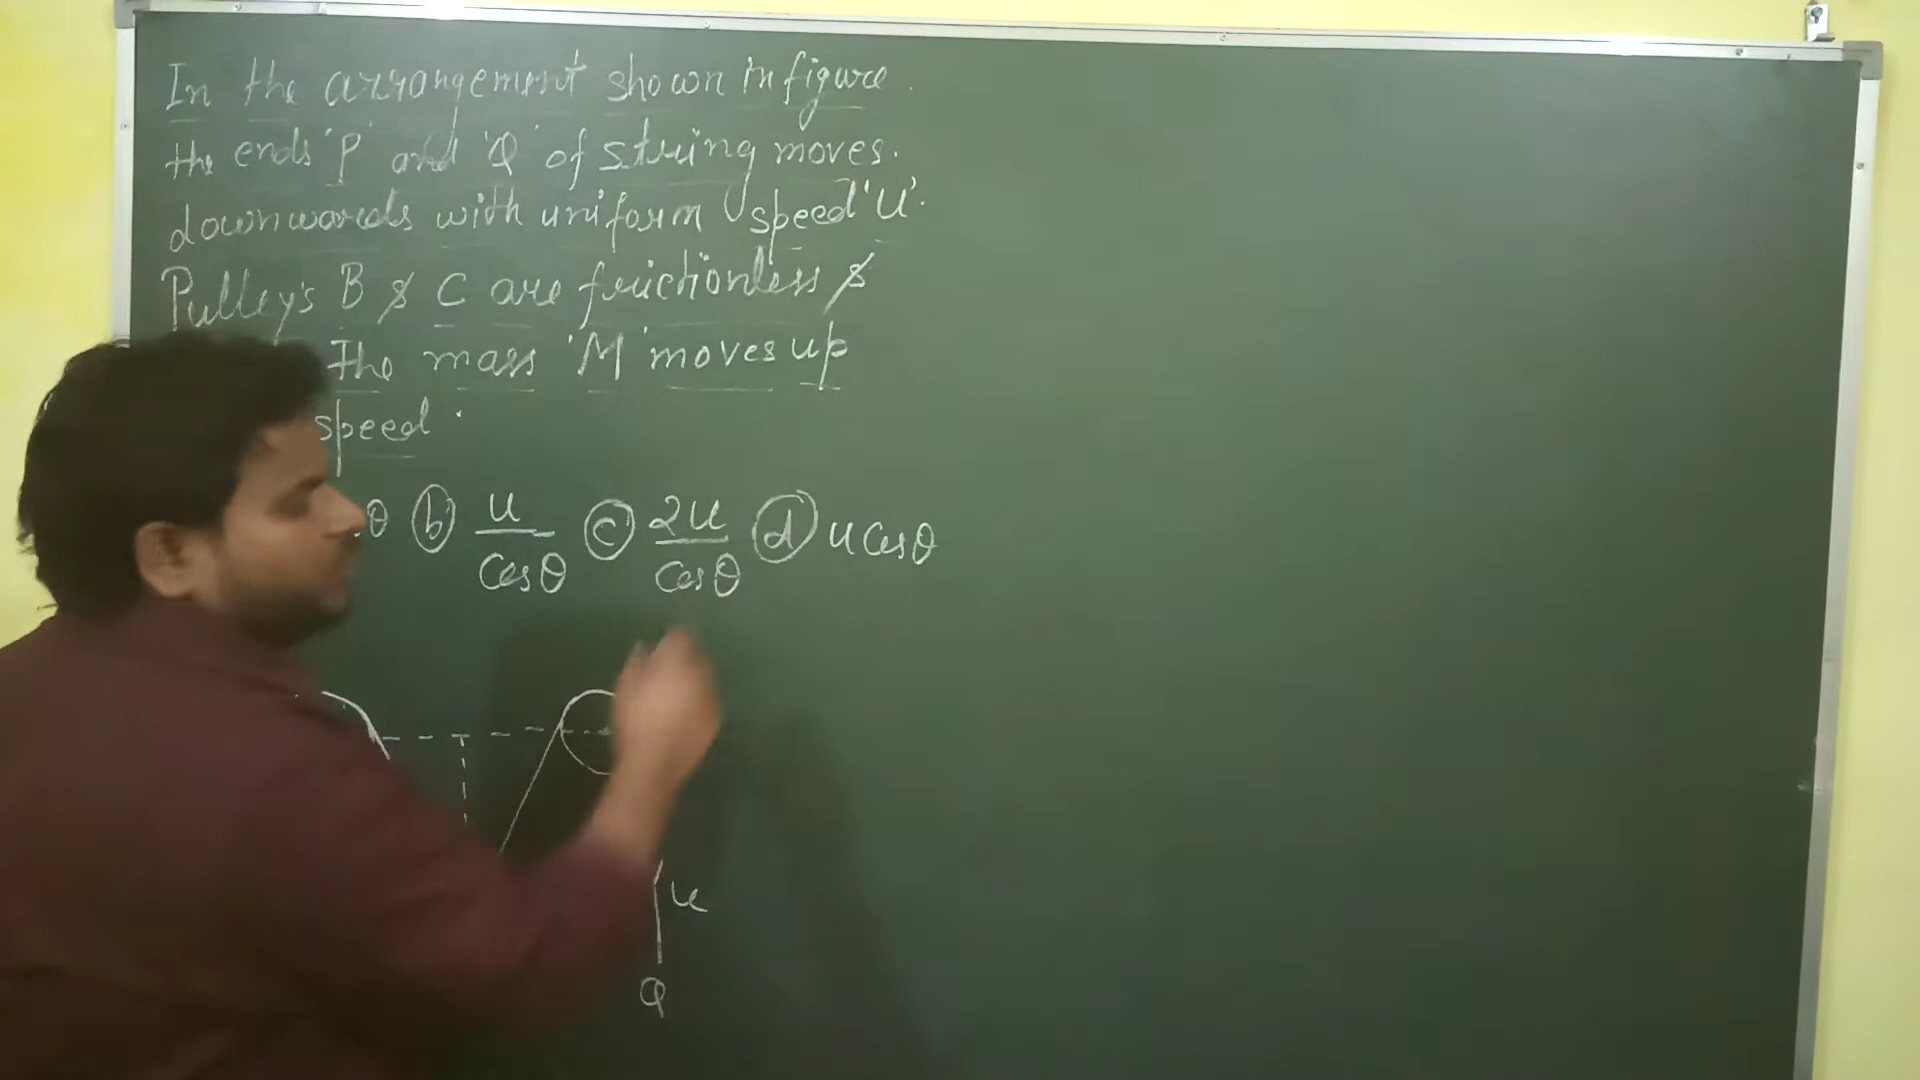 In the arrangement shown in figure.
the ends 'P' and 'Q' of string moves.
downwards with uniform speed 'u'.
Pulley's B & C are frictionless &
The mass 'M' moves up
speed.
θ (b) u/cosθ (c) 2u/cosθ (d) u cosθ
u
Q